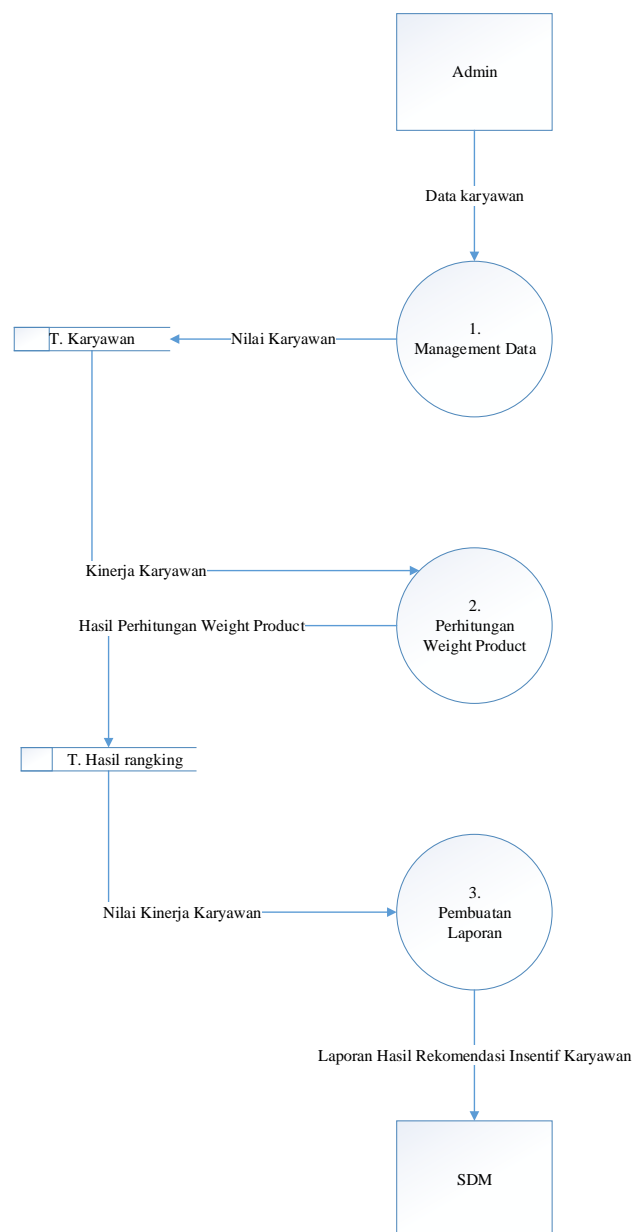 Admin
Data karyawan
1.
Management Data
Nilai Karyawan
T. Karyawan
Kinerja Karyawan
2.
Perhitungan
Weight Product
Hasil Perhitungan Weight Product
T. Hasil rangking
Nilai Kinerja Karyawan
3.
Pembuatan
Laporan
Laporan Hasil Rekomendasi Insentif Karyawan
SDM